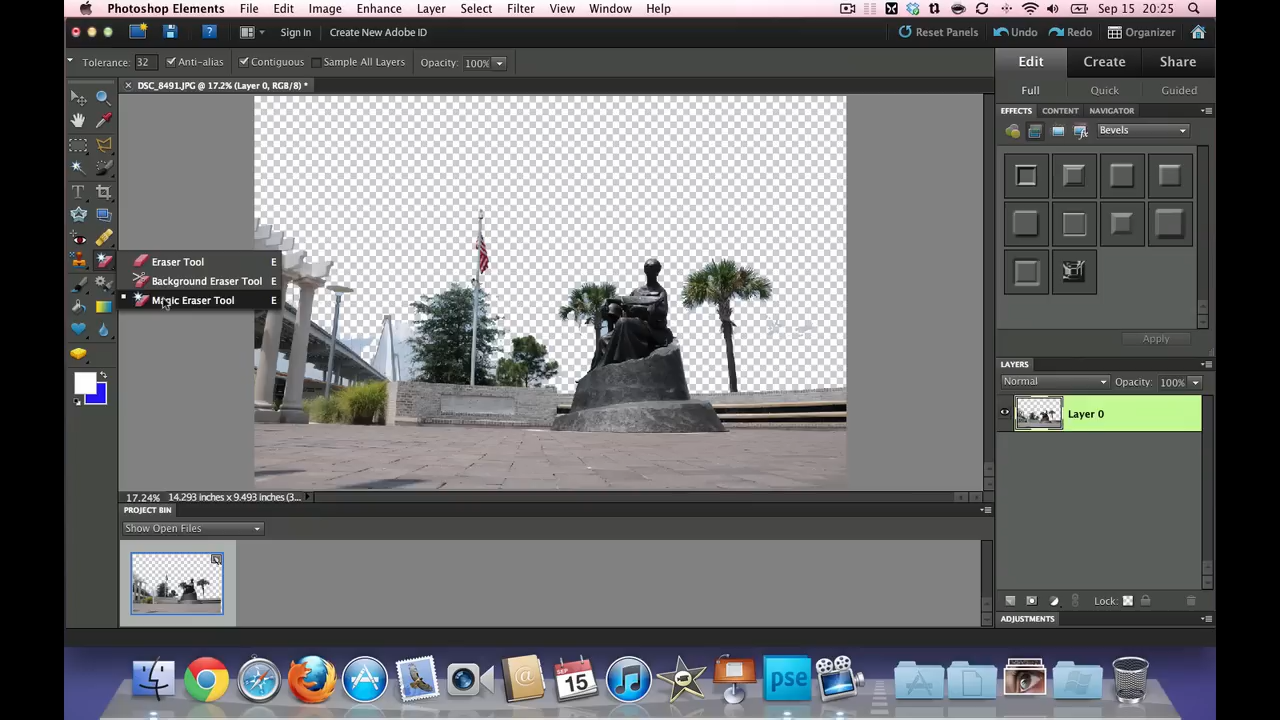 Photoshop Elements File Edit Image Enhance Layer Select Filter View Window Help Sep 15 20:25
Sign In Create New Adobe ID Reset Panels Undo Redo Organizer
Tolerance: 32 Anti-alias Contiguous Sample All Layers Opacity: 100% Edit Create Share
DSC_8491.JPG @ 17.2% (Layer 0, RGB/8) * Full Quick Guided
EFFECTS CONTENT NAVIGATOR
Bevels
Eraser Tool E
Background Eraser Tool E
Magic Eraser Tool E
Apply
LAYERS
Normal Opacity: 100%
Layer 0
17.24% 14.293 inches x 9.493 inches (3...
PROJECT BIN
Show Open Files
Lock:
ADJUSTMENTS
SEP
15
pse